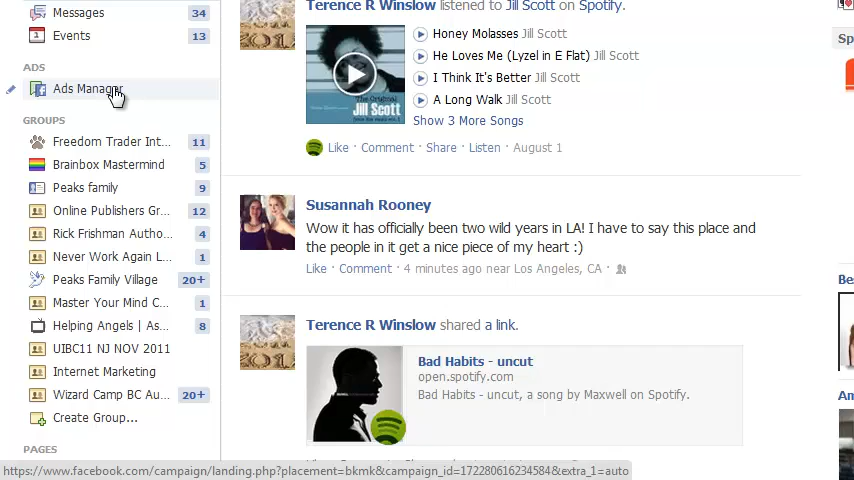 Messages 34
Events 13
ADS
Ads Manager
GROUPS
Freedom Trader Int... 11
Brainbox Mastermind 5
Peaks family 9
Online Publishers Gr... 12
Rick Frishman Autho... 4
Never Work Again L... 1
Peaks Family Village 20+
Master Your Mind C... 1
Helping Angels | As... 8
UIBC11 NJ NOV 2011
Internet Marketing
Wizard Camp BC Au... 20+
Create Group...
PAGES
https://www.facebook.com/campaign/landing.php?placement=bkmk&campaign_id=172280616234584&extra_1=auto
Terence R Winslow listened to Jill Scott on Spotify.
The Original
Jill Scott
Honey Molasses Jill Scott
He Loves Me (Lyzel in E Flat) Jill Scott
I Think It's Better Jill Scott
A Long Walk Jill Scott
Show 3 More Songs
Like · Comment · Share · Listen · August 1
Susannah Rooney
Wow it has officially been two wild years in LA! I have to say this place and
the people in it get a nice piece of my heart :)
Like · Comment · 4 minutes ago near Los Angeles, CA ·
Terence R Winslow shared a link.
Bad Habits - uncut
open.spotify.com
Bad Habits - uncut, a song by Maxwell on Spotify.
Sp
Be
An